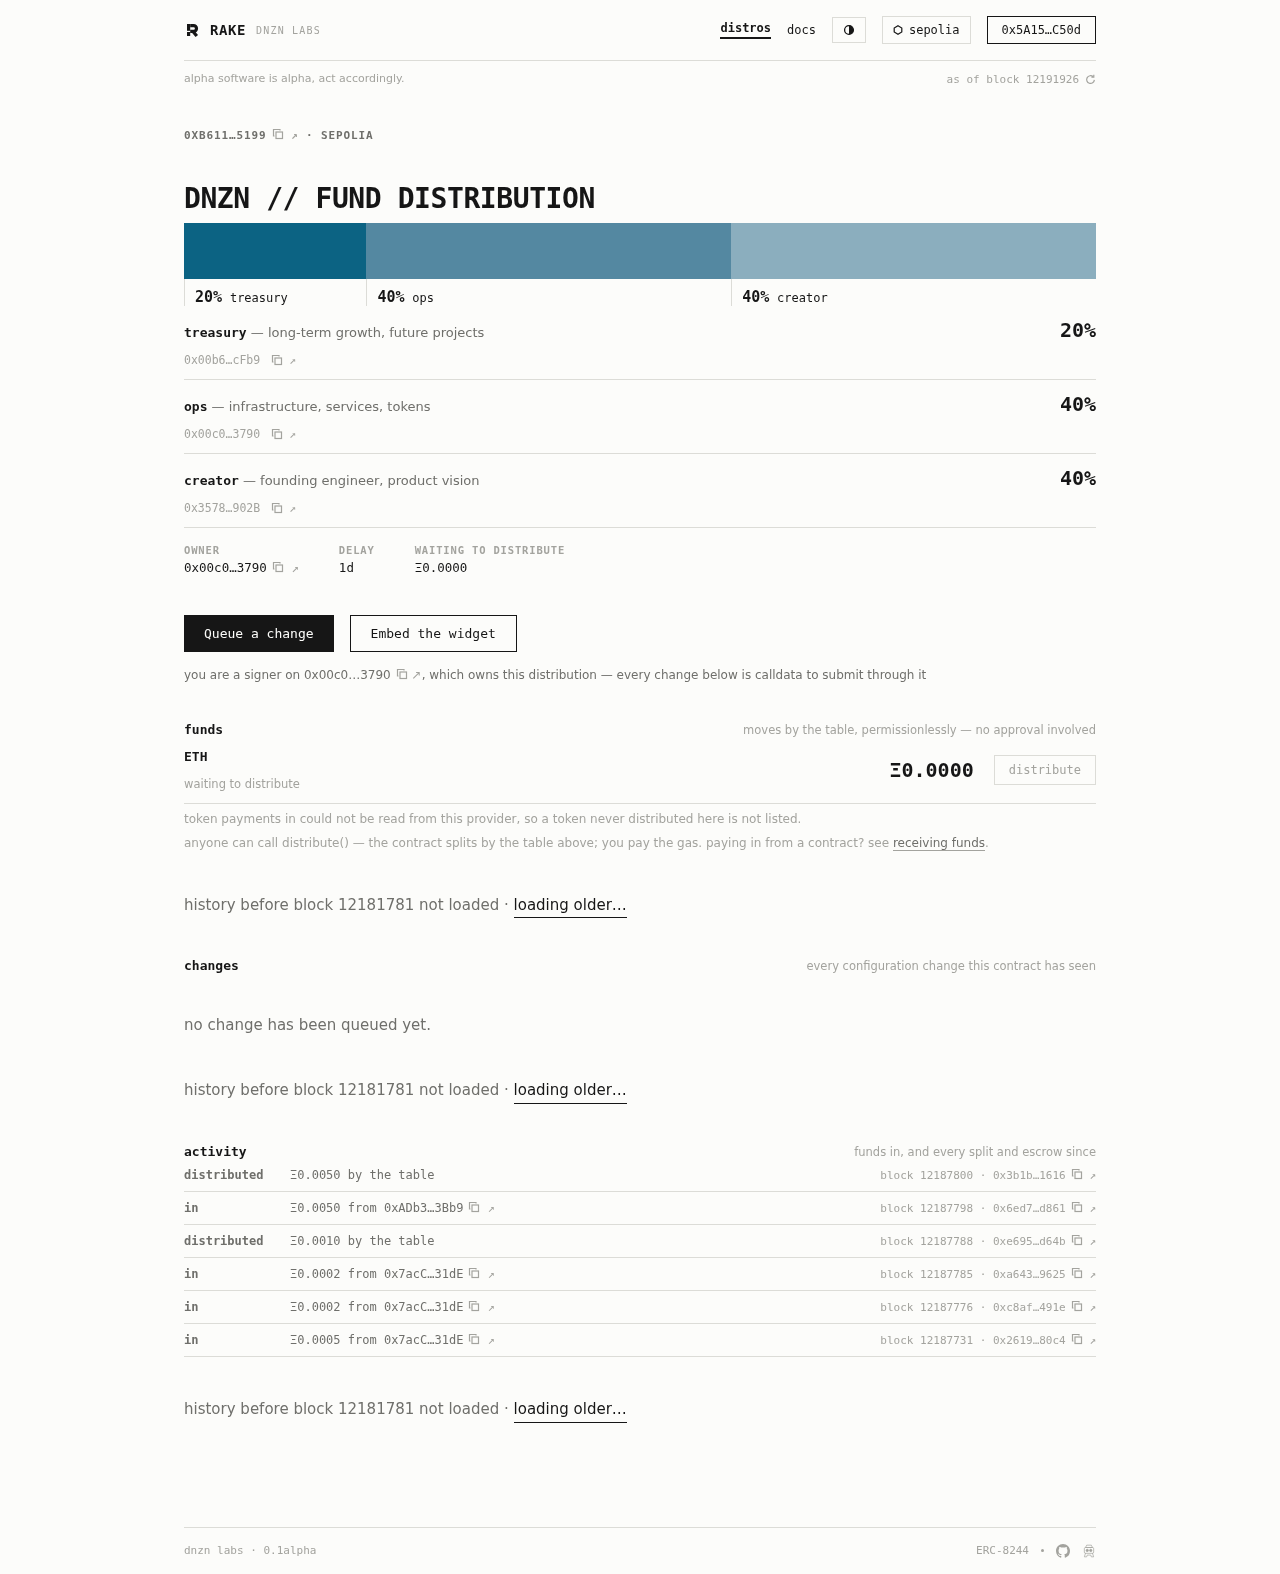 RAKE DNZN LABS distros docs sepolia 0x5A15…C50d
alpha software is alpha, act accordingly. as of block 12191926
0XB611…5199 ↗ · SEPOLIA
DNZN // FUND DISTRIBUTION
20% treasury 40% ops 40% creator
treasury — long-term growth, future projects 20%
0x00b6…cFb9 ↗
ops — infrastructure, services, tokens 40%
0x00c0…3790 ↗
creator — founding engineer, product vision 40%
0x3578…902B ↗
OWNER DELAY WAITING TO DISTRIBUTE
0x00c0…3790 ↗ 1d Ξ0.0000
Queue a change Embed the widget
you are a signer on 0x00c0…3790 ↗, which owns this distribution — every change below is calldata to submit through it
funds moves by the table, permissionlessly — no approval involved
ETH
waiting to distribute Ξ0.0000 distribute
token payments in could not be read from this provider, so a token never distributed here is not listed.
anyone can call distribute() — the contract splits by the table above; you pay the gas. paying in from a contract? see receiving funds.
history before block 12181781 not loaded · loading older…
changes every configuration change this contract has seen
no change has been queued yet.
history before block 12181781 not loaded · loading older…
activity funds in, and every split and escrow since
distributed Ξ0.0050 by the table block 12187800 · 0x3b1b…1616 ↗
in Ξ0.0050 from 0xADb3…3Bb9 ↗ block 12187798 · 0x6ed7…d861 ↗
distributed Ξ0.0010 by the table block 12187788 · 0xe695…d64b ↗
in Ξ0.0002 from 0x7acC…31dE ↗ block 12187785 · 0xa643…9625 ↗
in Ξ0.0002 from 0x7acC…31dE ↗ block 12187776 · 0xc8af…491e ↗
in Ξ0.0005 from 0x7acC…31dE ↗ block 12187731 · 0x2619…80c4 ↗
history before block 12181781 not loaded · loading older…
dnzn labs · 0.1alpha ERC-8244 •